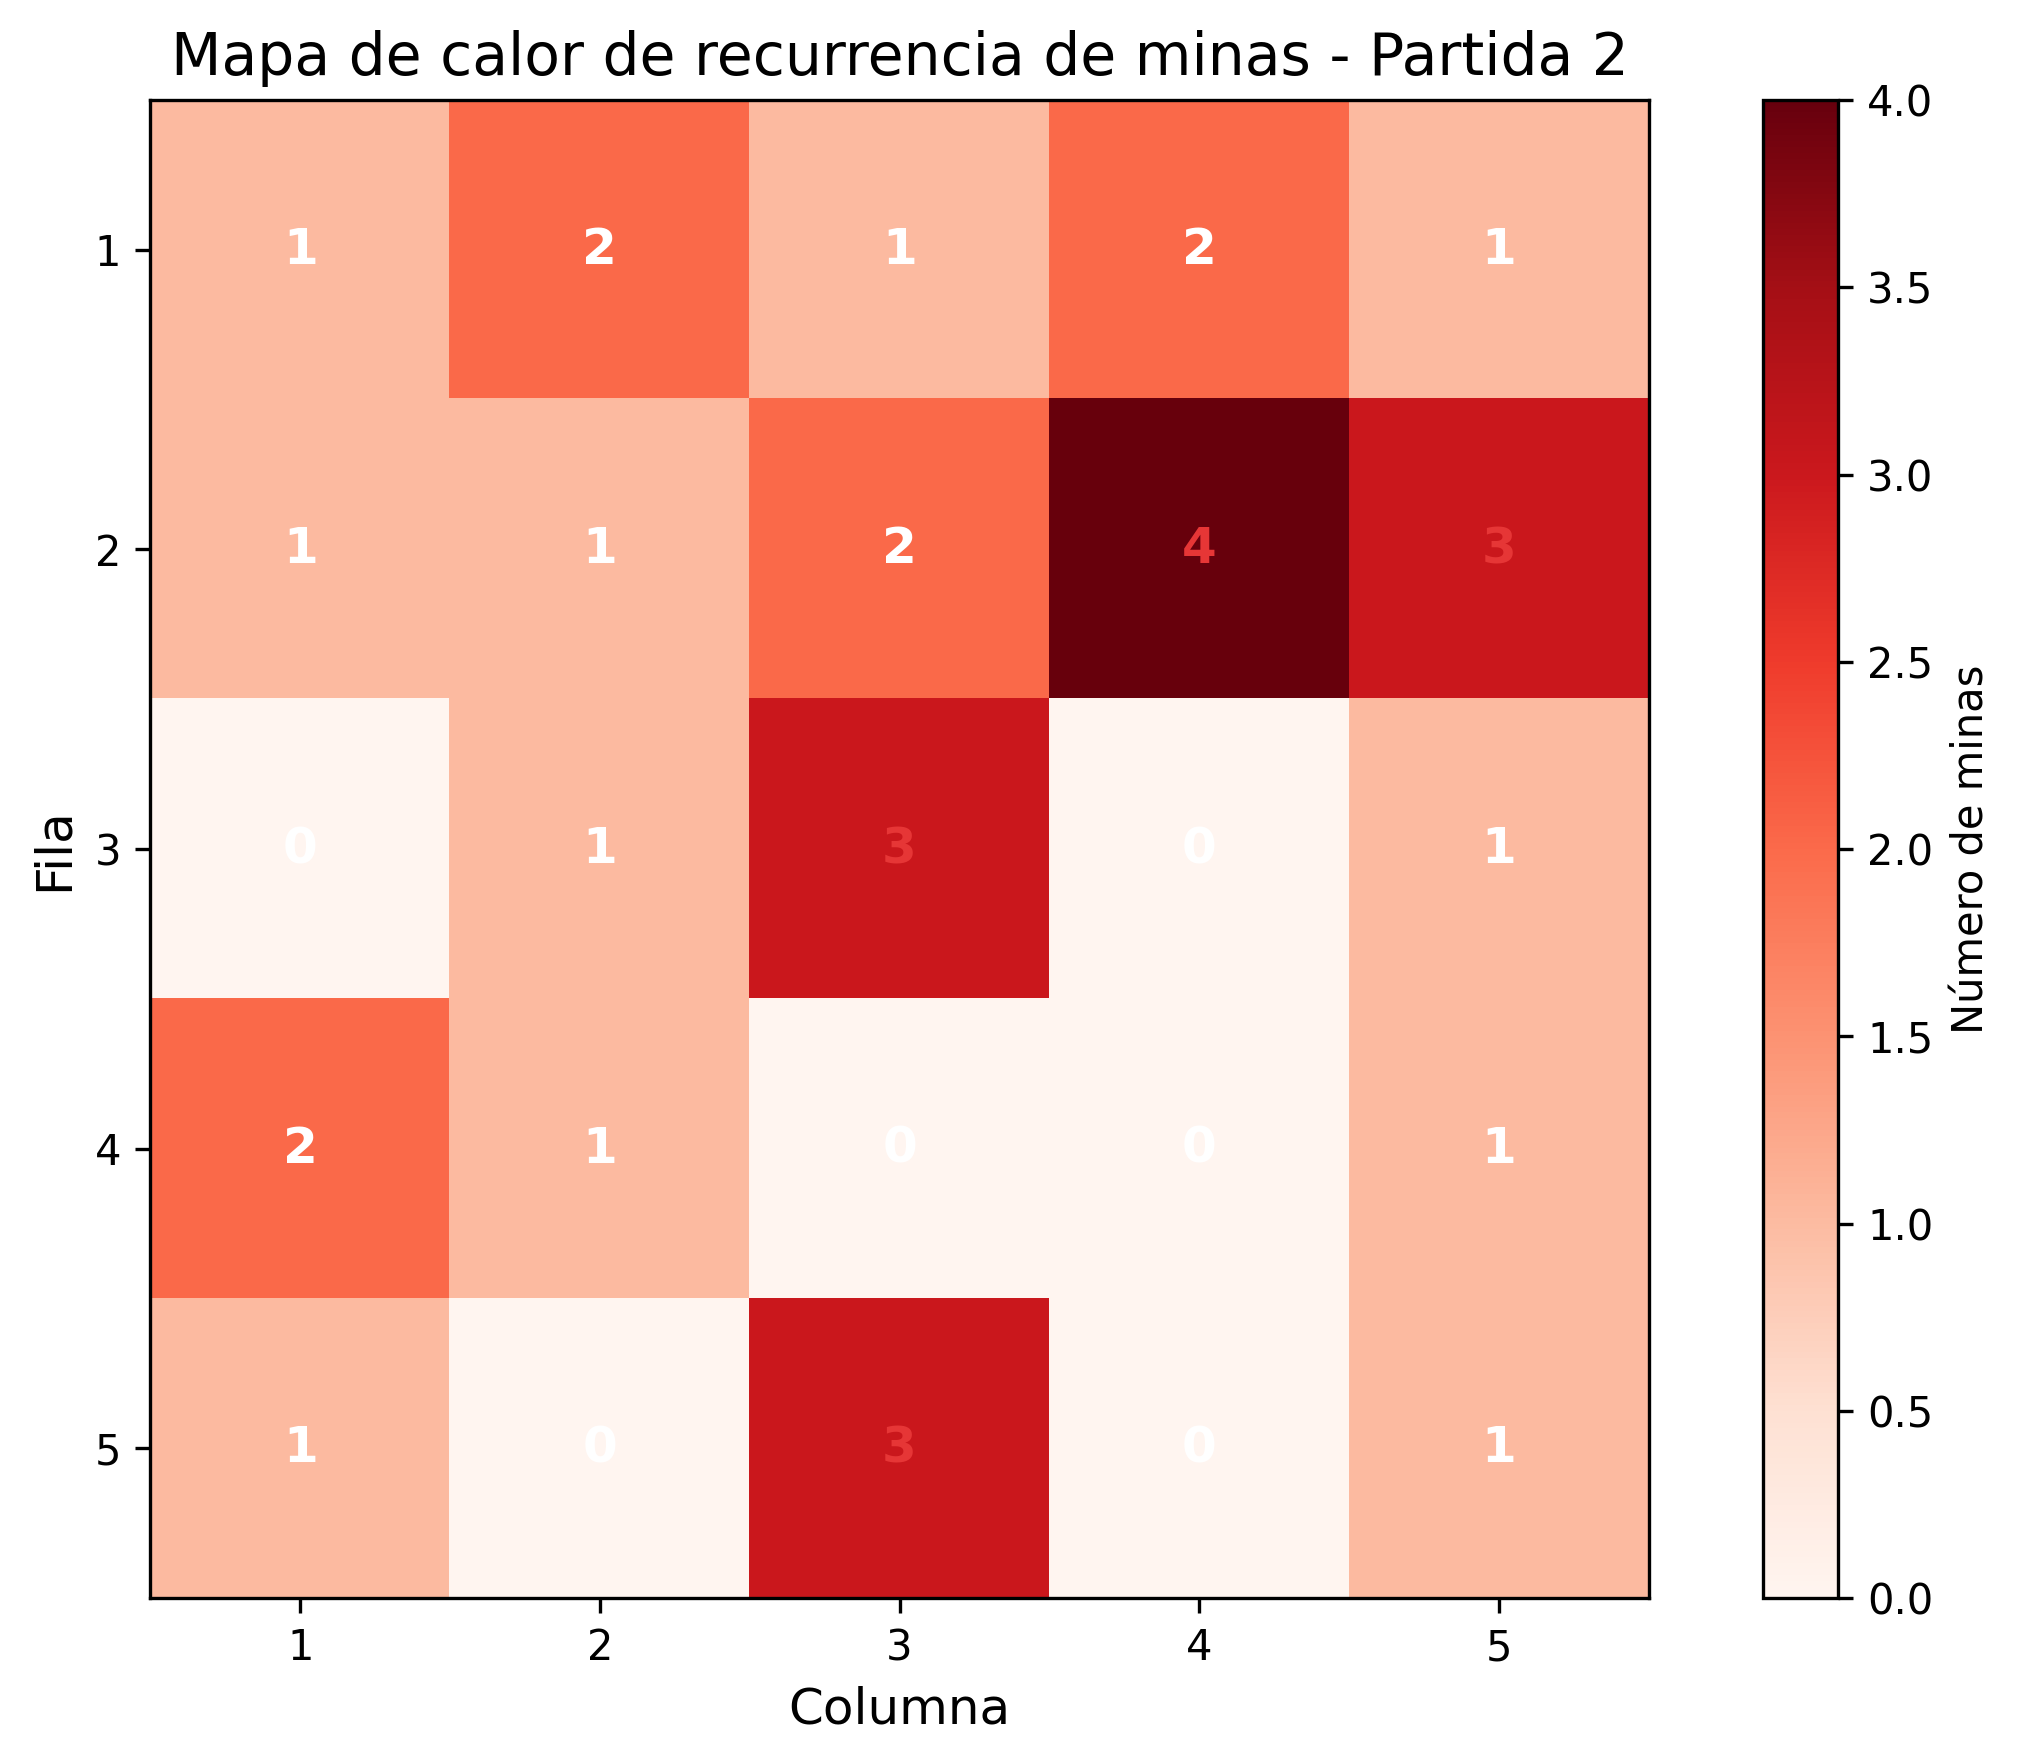 Mapa de calor de recurrencia de minas - Partida 2
1 1 2 1 2 1
2 1 1 2 4 3
3 0 1 3 0 1
4 2 1 0 0 1
5 1 0 3 0 1
1 2 3 4 5
Columna
Fila
4.0
3.5
3.0
2.5
2.0
1.5
1.0
0.5
0.0
Número de minas